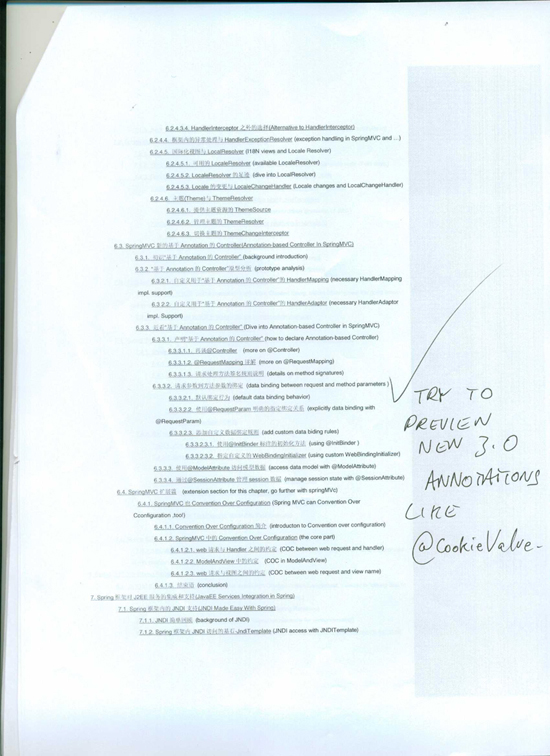 6.2.4.3.4. HandlerInterceptor 之外的选择(Alternative to HandlerInterceptor)
6.2.4.4. 框架内的异常处理与 HandlerExceptionResolver (exception handling in SpringMVC and ...)
6.2.4.5. 国际化视图与 LocalResolver (I18N views and Locale Resolver)
6.2.4.5.1. 可用的 LocaleResolver (available LocaleResolver)
6.2.4.5.2. LocaleResolver 的足迹 (dive into LocalResolver)
6.2.4.5.3. Locale 的变更与 LocaleChangeHandler (Locale changes and LocalChangeHandler)
6.2.4.6. 主题(Theme)与 ThemeResolver
6.2.4.6.1. 提供主题资源的 ThemeSource
6.2.4.6.2. 管理主题的 ThemeResolver
6.2.4.6.3. 切换主题的 ThemeChangeInterceptor
6.3. SpringMVC 中的基于 Annotation 的 Controller(Annotation-based Controller in SpringMVC)
6.3.1. "基于 Annotation 的 Controller" (background introduction)
6.3.2. "基于 Annotation 的 Controller"原型分析 (prototype analysis)
6.3.2.1. 自定义用于"基于 Annotation 的 Controller"的 HandlerMapping (necessary HandlerMapping
impl. support)
6.3.2.2. 自定义用于"基于 Annotation 的 Controller"的 HandlerAdaptor (necessary HandlerAdaptor
impl. Support)
6.3.3. 近看"基于 Annotation 的 Controller" (Dive into Annotation-based Controller in SpringMVC)
6.3.3.1. 声明"基于 Annotation 的 Controller" (how to declare Annotation-based Controller)
6.3.3.1.1. @Controller (more on @Controller)
6.3.3.1.2. @RequestMapping 详解 (more on @RequestMapping)
6.3.3.1.3. 请求处理方法签名规则说明 (details on method signatures)
6.3.3.2. 请求参数到方法参数的绑定 (data binding between request and method parameters )
6.3.3.2.1. 默认绑定行为 (default data binding behavior)
6.3.3.2.2. 使用@RequestParam 明确的指定绑定关系 (explicitly data binding with
@RequestParam)
6.3.3.2.3. 添加自定义数据绑定规则 (add custom data biding rules)
6.3.3.2.3.1. 使用@InitBinder 标注的初始化方法 (using @InitBinder )
6.3.3.2.3.2. 指定自定义的 WebBindingInitializer (using custom WebBindingInitializer)
6.3.3.3. 使用@ModelAttribute 访问模型数据 (access data model with @ModelAttribute)
6.3.3.4. 通过@SessionAttribute 管理 session 数据 (manage session state with @SessionAttribute)
6.4. SpringMVC 扩展篇 (extension section for this chapter, go further with springMVc)
6.4.1. SpringMVC 也 Convention Over Configuration (Spring MVC can Convention Over
Cconfiguration ,too!)
6.4.1.1. Convention Over Configuration 简介 (introducton to Convention over configuration)
6.4.1.2. SpringMVC 中的 Convention Over Configuration (the core part)
6.4.1.2.1. web 请求与 Handler 之间的约定 (COC between web request and handler)
6.4.1.2.2. ModelAndView 中的约定 (COC in ModelAndView)
6.4.1.2.3. web 请求与视图之间的约定 (COC between web request and view name)
6.4.1.3. (conclusion)
7. Spring 框架对 J2EE 服务的集成和支持(JavaEE Services Integration in Spring)
7.1. Spring 框架内的 JNDI 支持(JNDI Made Easy With Spring)
7.1.1. JNDI 简单回顾 (background of JNDI)
7.1.2. Spring 框架内 JNDI 访问的基石-JndiTemplate (JNDI access with JNDITemplate)
TRY TO
PREVIEW
NEW 3.0
ANNOTATIONS
LIKE
@CookieValue.